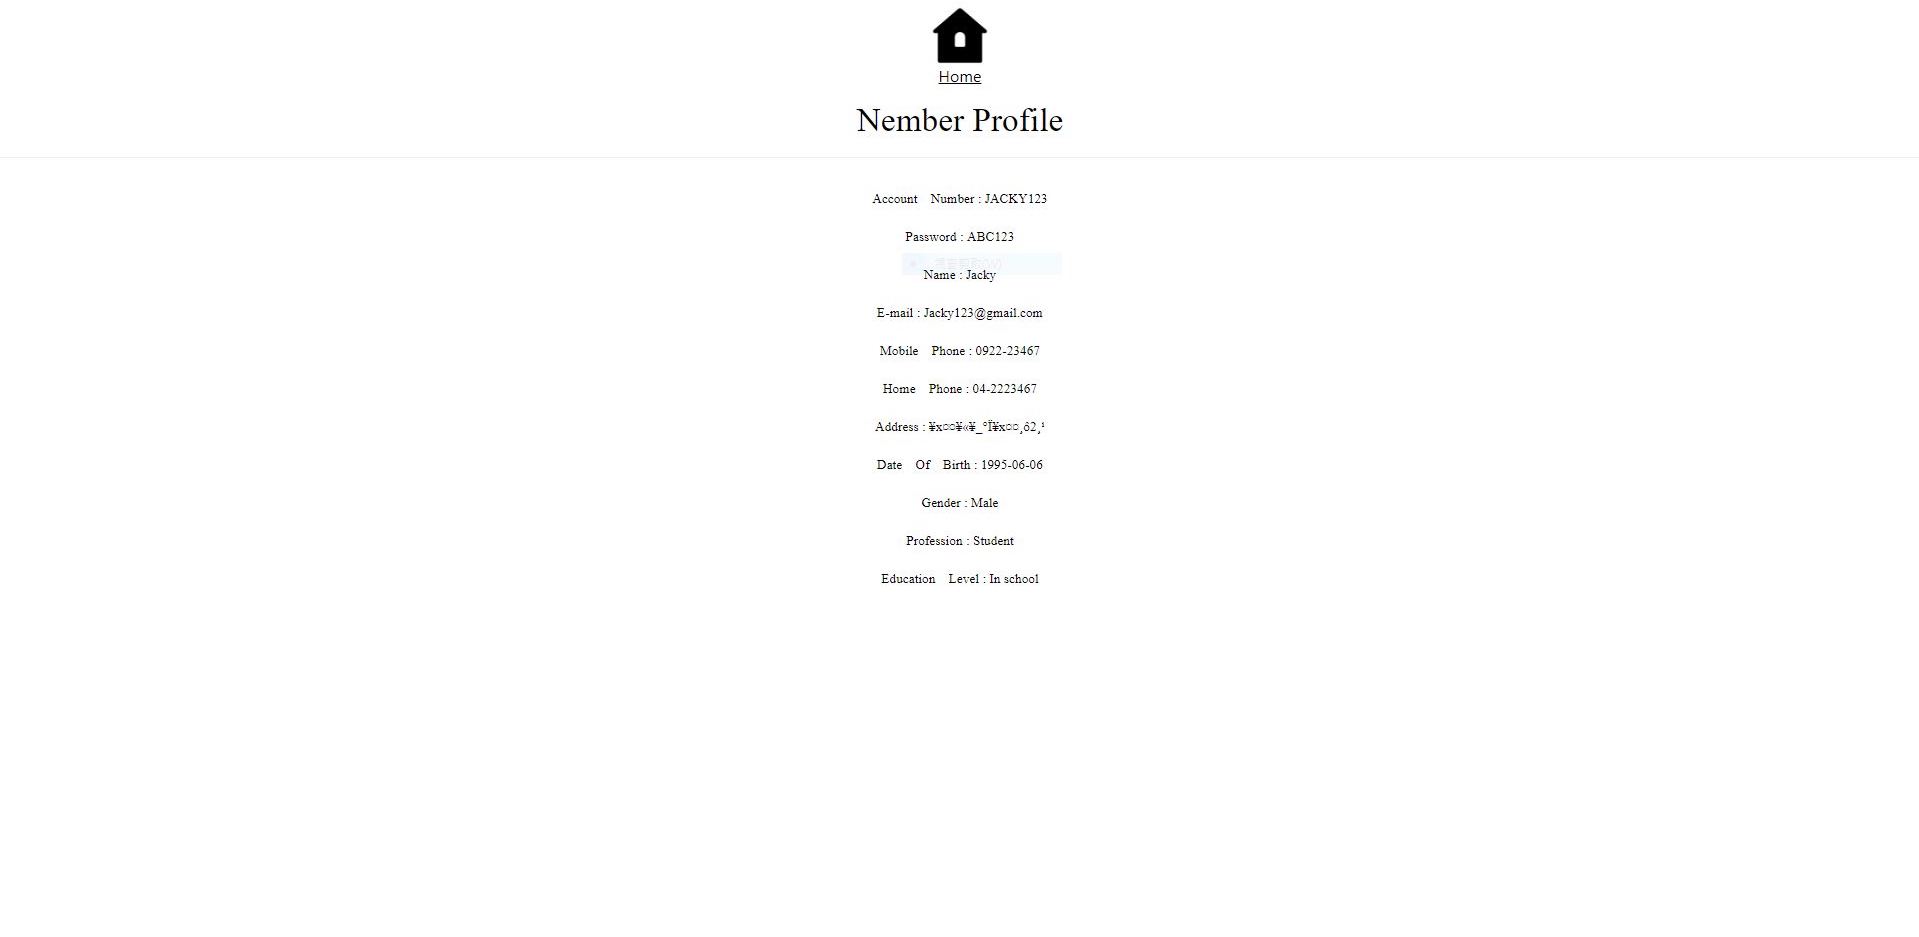 Home
Nember Profile
Account Number : JACKY123
Password : ABC123
Name : Jacky
E-mail : Jacky123@gmail.com
Mobile Phone : 0922-23467
Home Phone : 04-2223467
Address : ¥x¤¤¥«¥_°Ï¥x¤¤¸ô2¸¹
Date Of Birth : 1995-06-06
Gender : Male
Profession : Student
Education Level : In school